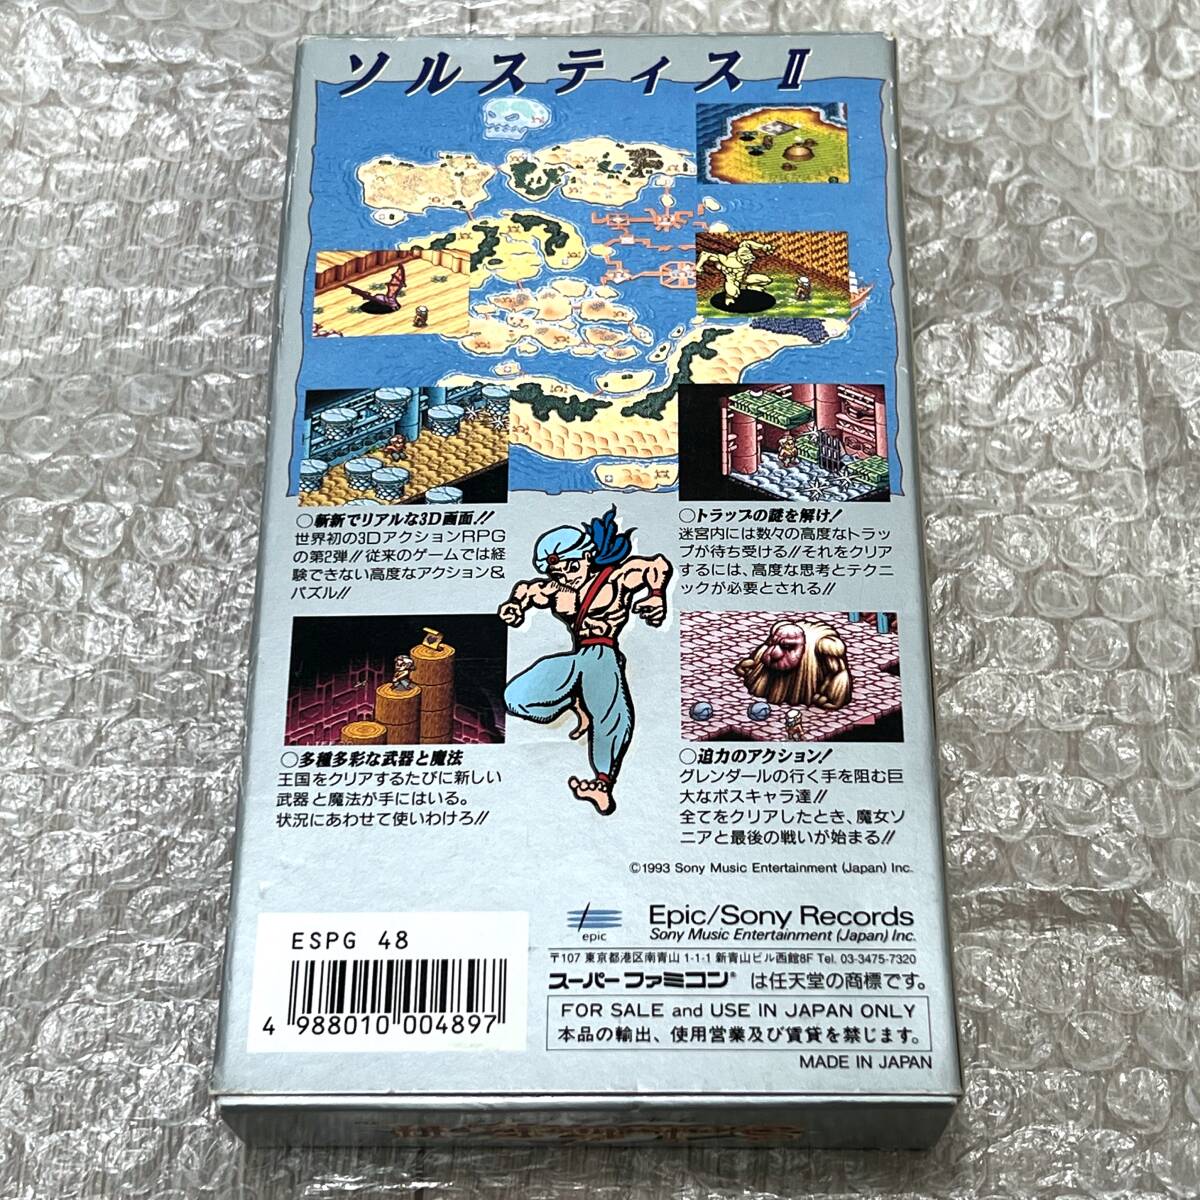 ソルスティスⅡ
○斬新でリアルな3D画面!!
世界初の3DアクションRPG
の第2弾!!従来のゲームでは経
験できない高度なアクション&
パズル!!
○トラップの謎を解け!
迷宮内には数々の高度なトラッ
プが待ち受ける!!それをクリア
するには、高度な思考とテクニ
ックが必要とされる!!
○多種多彩な武器と魔法
王国をクリアするたびに新しい
武器と魔法が手にはいる。
状況にあわせて使いわけろ!!
○迫力のアクション!
グレンダールの行く手を阻む巨
大なボスキャラ達!!
全てをクリアしたとき、魔女ソ
ニアと最後の戦いが始まる!!
©1993 Sony Music Entertainment (Japan) Inc.
ESPG 48
4 988010 004897
epic
Epic/Sony Records
Sony Music Entertainment (Japan) Inc.
〒107 東京都港区南青山 1-1-1 新青山ビル西館8F Tel. 03-3475-7320
スーパーファミコン® は任天堂の商標です。
FOR SALE and USE IN JAPAN ONLY
本品の輸出、使用営業及び賃貸を禁じます。
MADE IN JAPAN